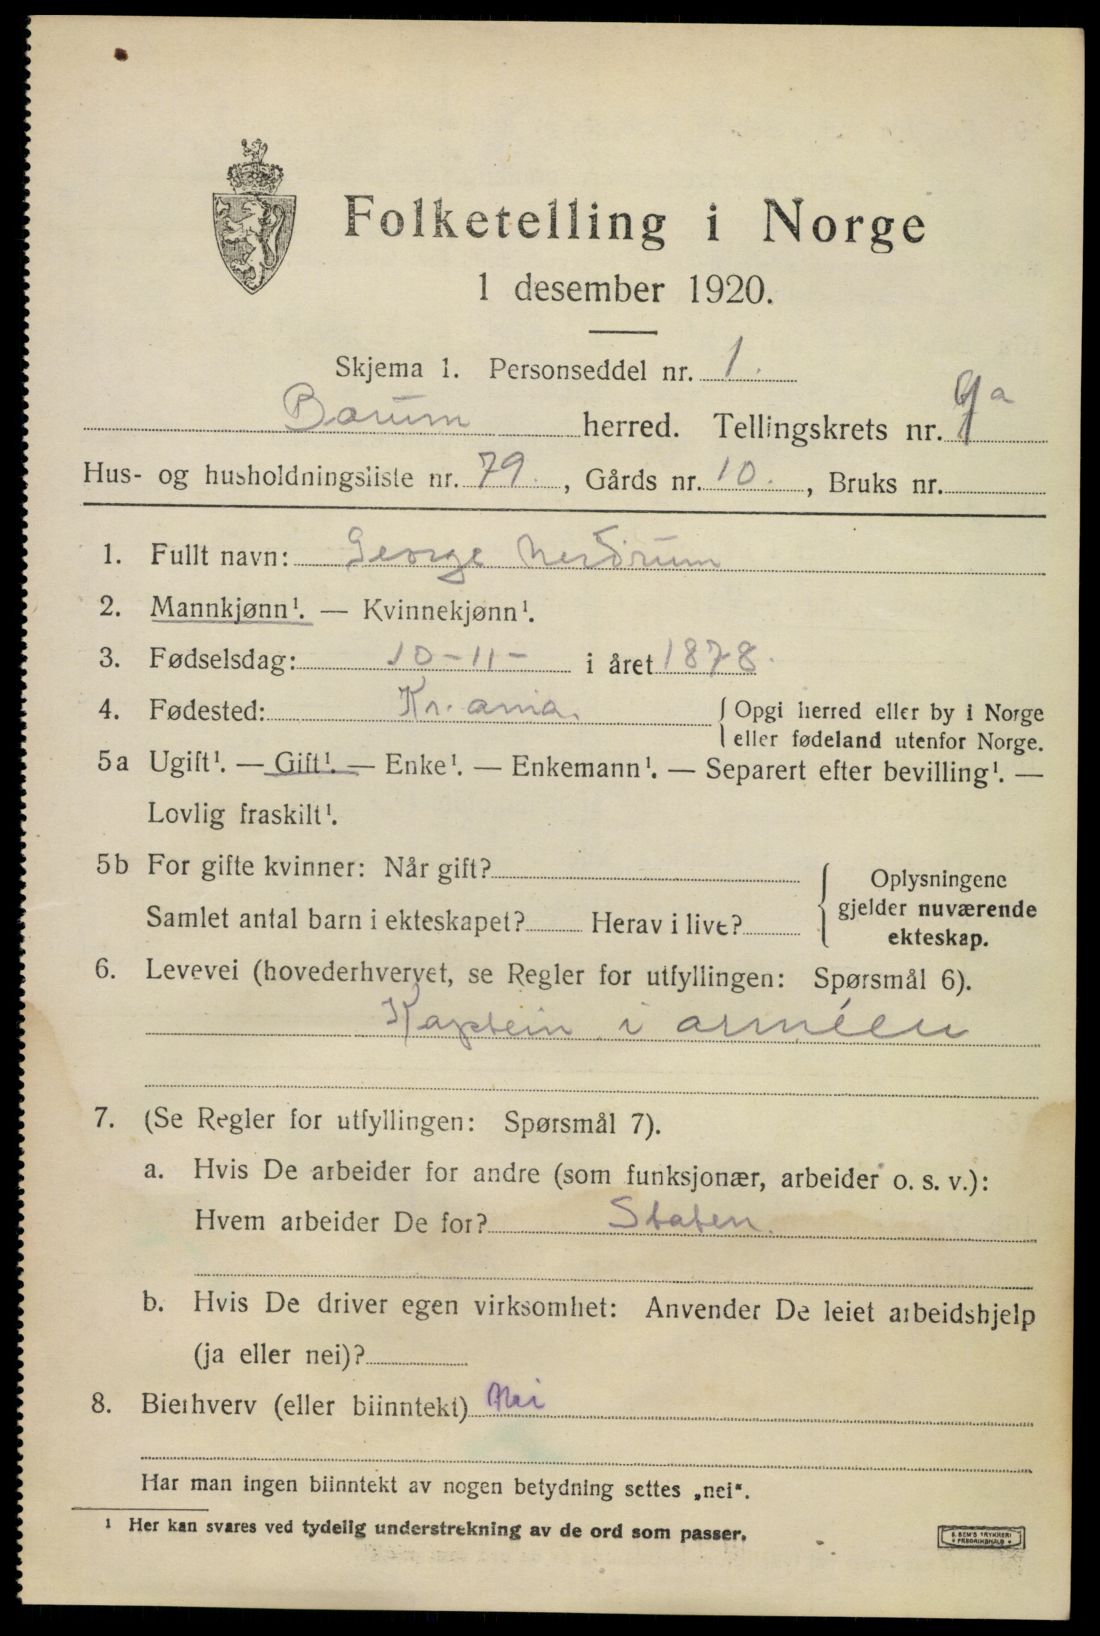 Folketelling i Norge
1 desember 1920.
Skjema 1. Personseddel nr. 1.
Bærum herred. Tellingskrets nr. 9a
Hus- og husholdningsliste nr. 79. , Gårds nr. 10. , Bruks nr.
1. Fullt navn: George Nerdrum
2. Mannkjønn¹. — Kvinnekjønn¹.
3. Fødselsdag: 10-11- i året 1878.
4. Fødested: Kr.ania. { Opgi herred eller by i Norge
eller fødeland utenfor Norge.
5a Ugift¹. — Gift¹. — Enke¹. — Enkemann¹. — Separert efter bevilling¹. —
Lovlig fraskilt¹.
5b For gifte kvinner: Når gift?
Samlet antal barn i ekteskapet? Herav i live?
{ Oplysningene
gjelder nuværende
ekteskap.
6. Levevei (hovederhvervet, se Regler for utfyllingen: Spørsmål 6).
Kaptein i arméen
7. (Se Regler for utfyllingen: Spørsmål 7).
a. Hvis De arbeider for andre (som funksjonær, arbeider o. s. v.):
Hvem arbeider De for? Staten.
b. Hvis De driver egen virksomhet: Anvender De leiet arbeidshjelp
(ja eller nei)?
8. Bierhverv (eller biinntekt) Nei
Har man ingen biinntekt av nogen betydning settes „nei".
¹ Her kan svares ved tydelig understrekning av de ord som passer.
E. SEM'S TRYKKERI
FREDRIKSHALD